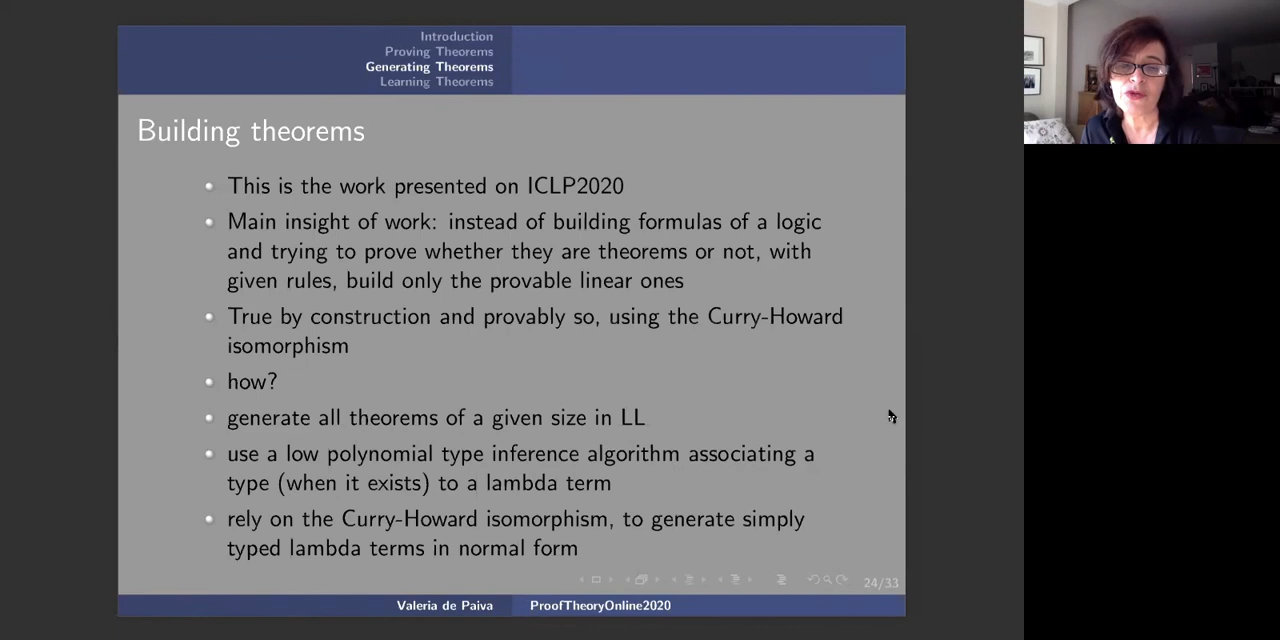 Introduction
Proving Theorems
Generating Theorems
Learning Theorems
Building theorems
This is the work presented on ICLP2020
Main insight of work: instead of building formulas of a logic
and trying to prove whether they are theorems or not, with
given rules, build only the provable linear ones
True by construction and provably so, using the Curry-Howard
isomorphism
how?
generate all theorems of a given size in LL
use a low polynomial type inference algorithm associating a
type (when it exists) to a lambda term
rely on the Curry-Howard isomorphism, to generate simply
typed lambda terms in normal form
24/33
Valeria de Paiva
ProofTheoryOnline2020